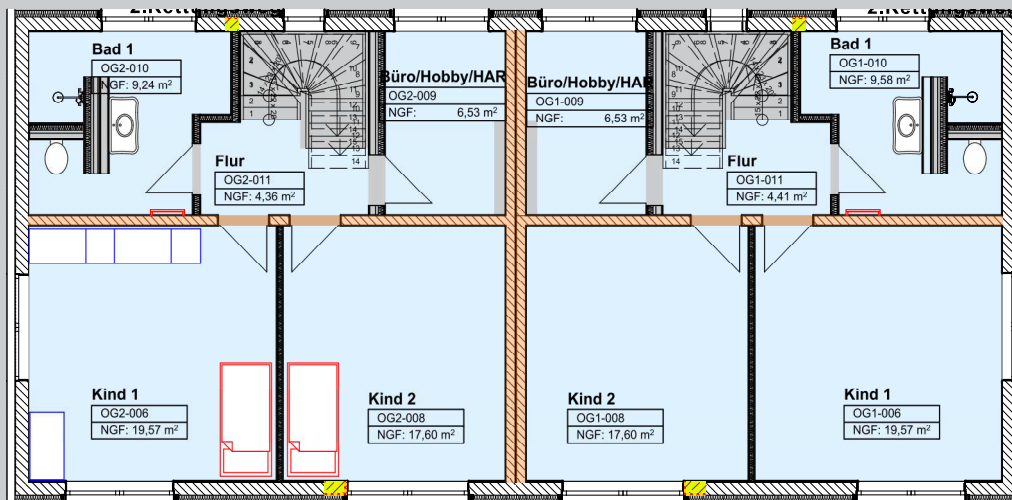 Bad 1
OG2-010
NGF: 9,24 m²
Büro/Hobby/HAR
OG2-009
NGF: 6,53 m²
Büro/Hobby/HAR
OG1-009
NGF: 6,53 m²
Bad 1
OG1-010
NGF: 9,58 m²
Flur
OG2-011
NGF: 4,36 m²
Flur
OG1-011
NGF: 4,41 m²
Kind 1
OG2-006
NGF: 19,57 m²
Kind 2
OG2-008
NGF: 17,60 m²
Kind 2
OG1-008
NGF: 17,60 m²
Kind 1
OG1-006
NGF: 19,57 m²